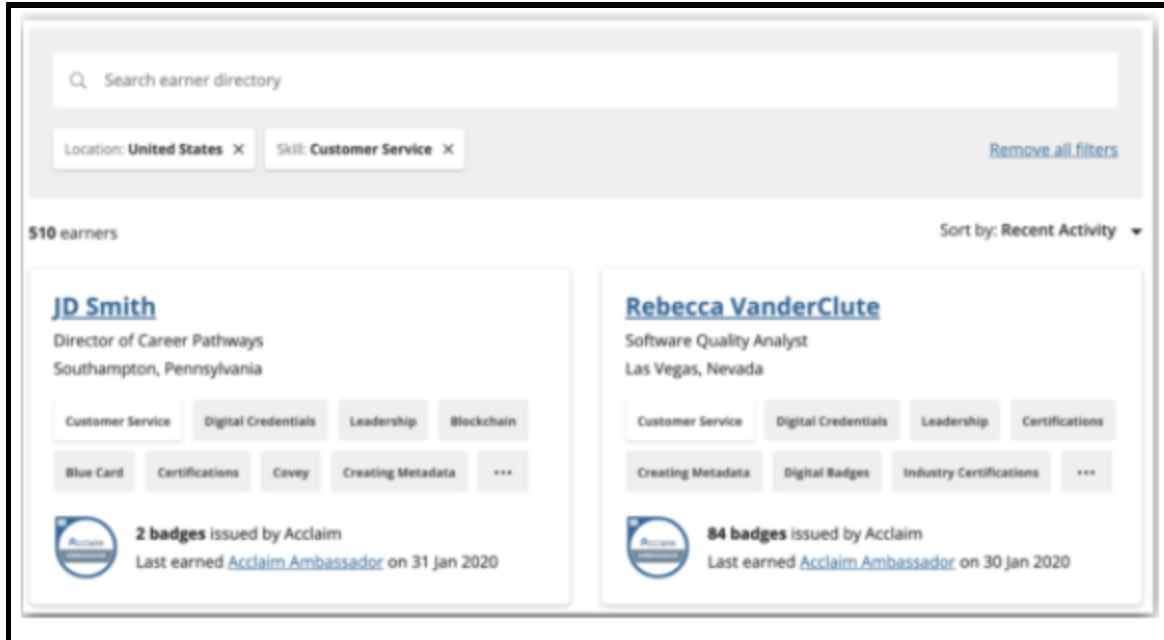 Search earner directory
Location: United States ×
Skill: Customer Service ×
Remove all filters
510 earners
Sort by: Recent Activity
JD Smith
Director of Career Pathways
Southampton, Pennsylvania
Customer Service Digital Credentials Leadership Blockchain
Blue Card Certifications Covey Creating Metadata ...
Acclaim
AMBASSADOR
2 badges issued by Acclaim
Last earned Acclaim Ambassador on 31 Jan 2020
Rebecca VanderClute
Software Quality Analyst
Las Vegas, Nevada
Customer Service Digital Credentials Leadership Certifications
Creating Metadata Digital Badges Industry Certifications ...
Acclaim
AMBASSADOR
84 badges issued by Acclaim
Last earned Acclaim Ambassador on 30 Jan 2020